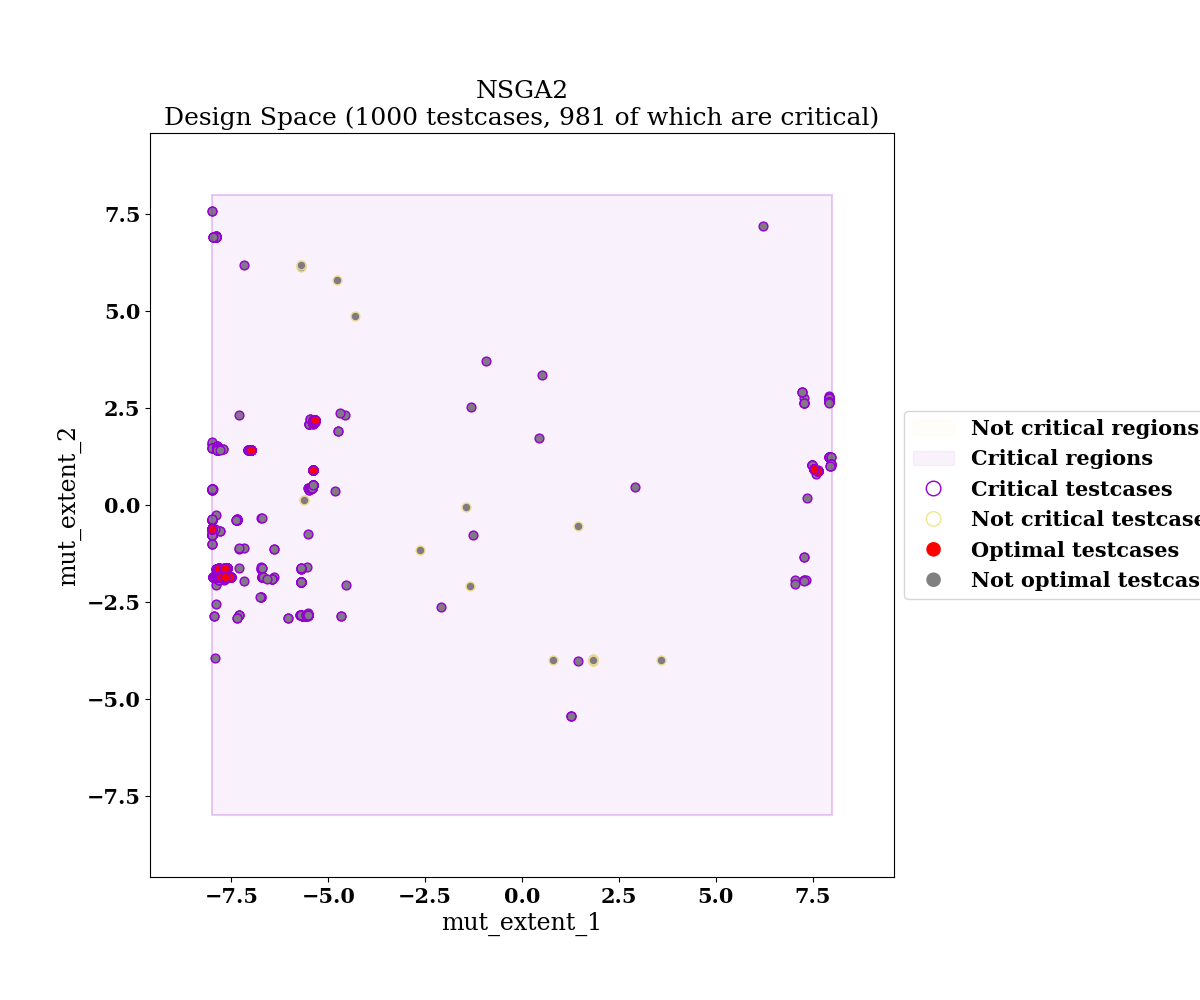 NSGA2
Design Space (1000 testcases, 981 of which are critical)
7.5
5.0
2.5
0.0
−2.5
−5.0
−7.5
mut_extent_2
−7.5
−5.0
−2.5
0.0
2.5
5.0
7.5
mut_extent_1
Not critical regions
Critical regions
Critical testcases
Not critical testcase
Optimal testcases
Not optimal testcas